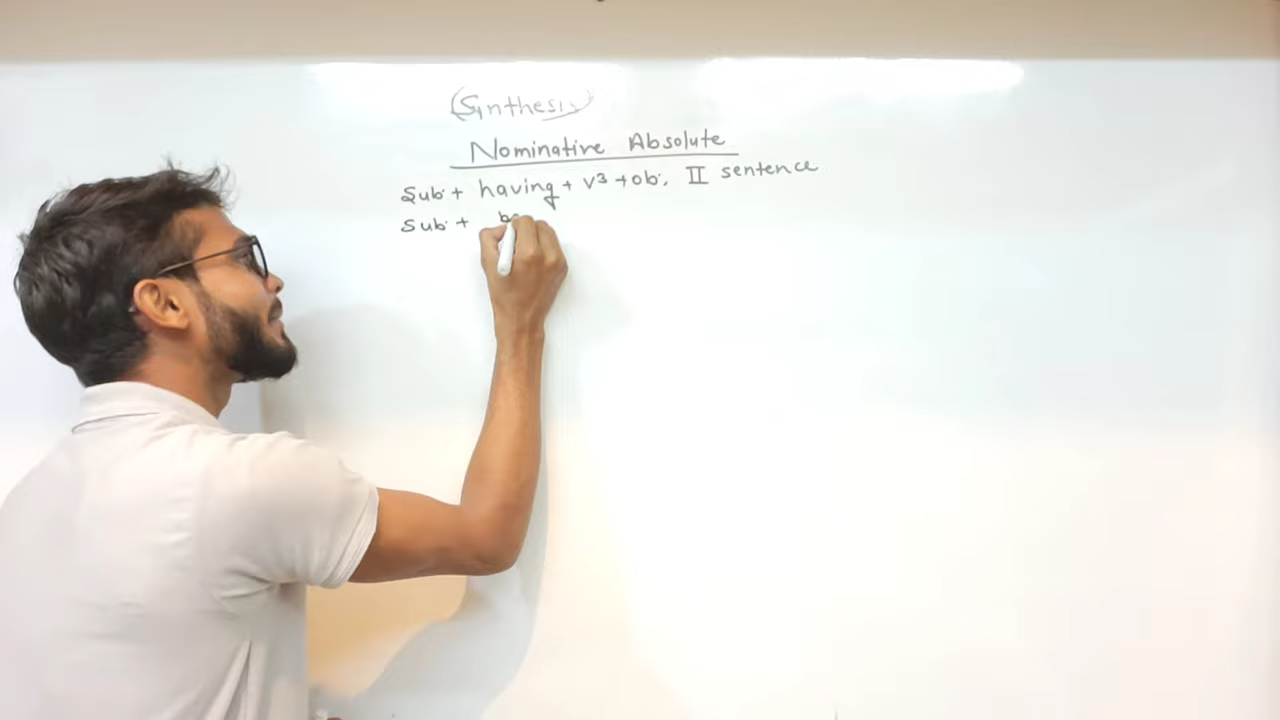 (Synthesis)
Nominative Absolute
Sub + having + V³ + ob, II sentence
Sub +